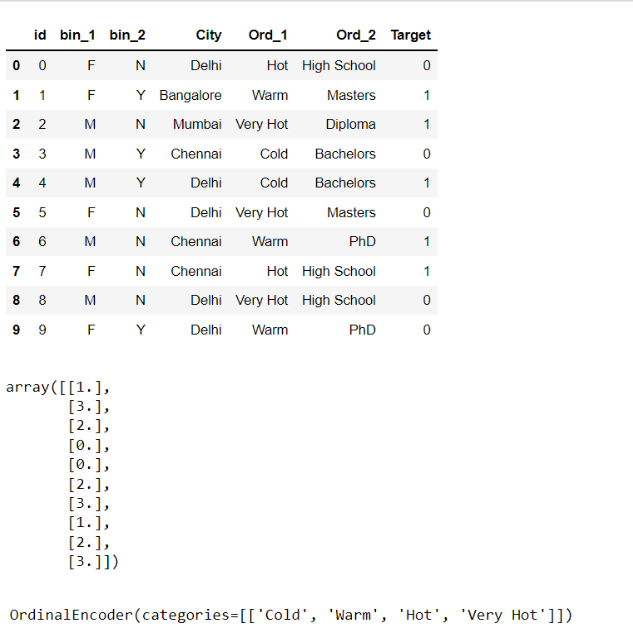 id bin_1 bin_2 City Ord_1 Ord_2 Target
0 0 F N Delhi Hot High School 0
1 1 F Y Bangalore Warm Masters 1
2 2 M N Mumbai Very Hot Diploma 1
3 3 M Y Chennai Cold Bachelors 0
4 4 M Y Delhi Cold Bachelors 1
5 5 F N Delhi Very Hot Masters 0
6 6 M N Chennai Warm PhD 1
7 7 F N Chennai Hot High School 1
8 8 M N Delhi Very Hot High School 0
9 9 F Y Delhi Warm PhD 0
array([[1.],
[3.],
[2.],
[0.],
[0.],
[2.],
[3.],
[1.],
[2.],
[3.]])
OrdinalEncoder(categories=[['Cold', 'Warm', 'Hot', 'Very Hot']])